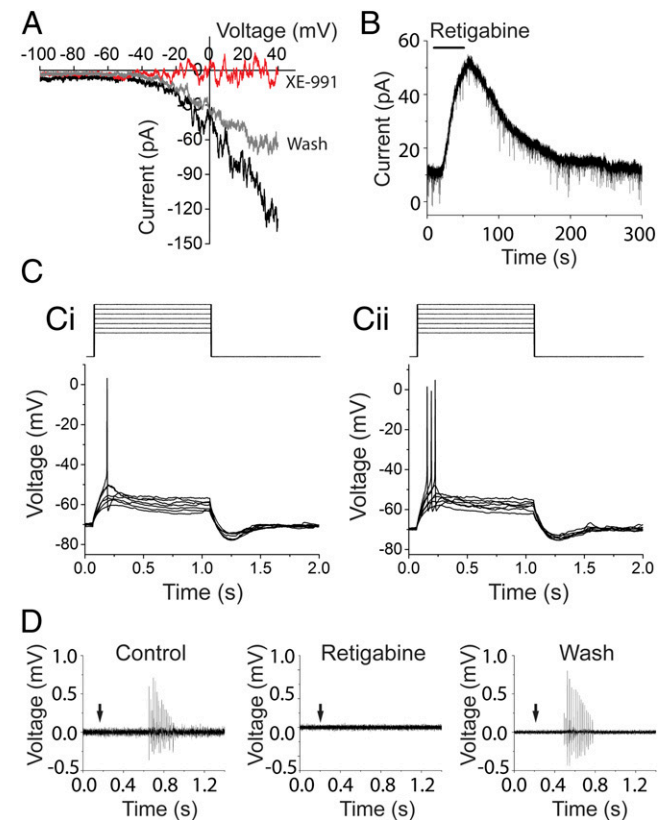 A
Voltage (mV)
-100 -80 -60 -40 -20 0 20 40
XE-991
Wash
-60
-90
-120
-150
Current (pA)
B
Retigabine
60
40
20
0
Current (pA)
0 100 200 300
Time (s)
C
Ci
0
-20
-40
-60
-80
Voltage (mV)
0.0 0.5 1.0 1.5 2.0
Time (s)
Cii
0
-20
-40
-60
-80
Voltage (mV)
0.0 0.5 1.0 1.5 2.0
Time (s)
D
Control
1.0
0.5
0.0
-0.5
Voltage (mV)
0.0 0.4 0.8 1.2
Time (s)
Retigabine
1.0
0.5
0.0
-0.5
Voltage (mV)
0.0 0.4 0.8 1.2
Time (s)
Wash
1.0
0.5
0.0
-0.5
Voltage (mV)
0.0 0.4 0.8 1.2
Time (s)